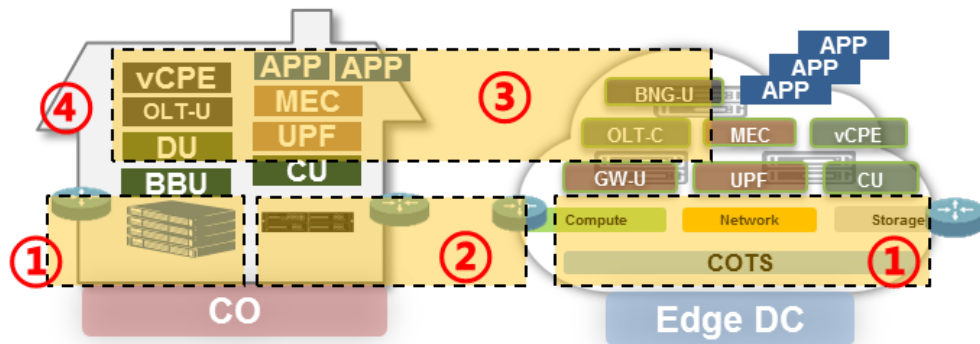 APP
APP
APP
APP
APP
vCPE
OLT-U
DU
BBU
MEC
UPF
CU
③
④
BNG-U
OLT-C
MEC
vCPE
GW-U
UPF
CU
①
②
Compute
Network
Storage
COTS
①
CO
Edge DC